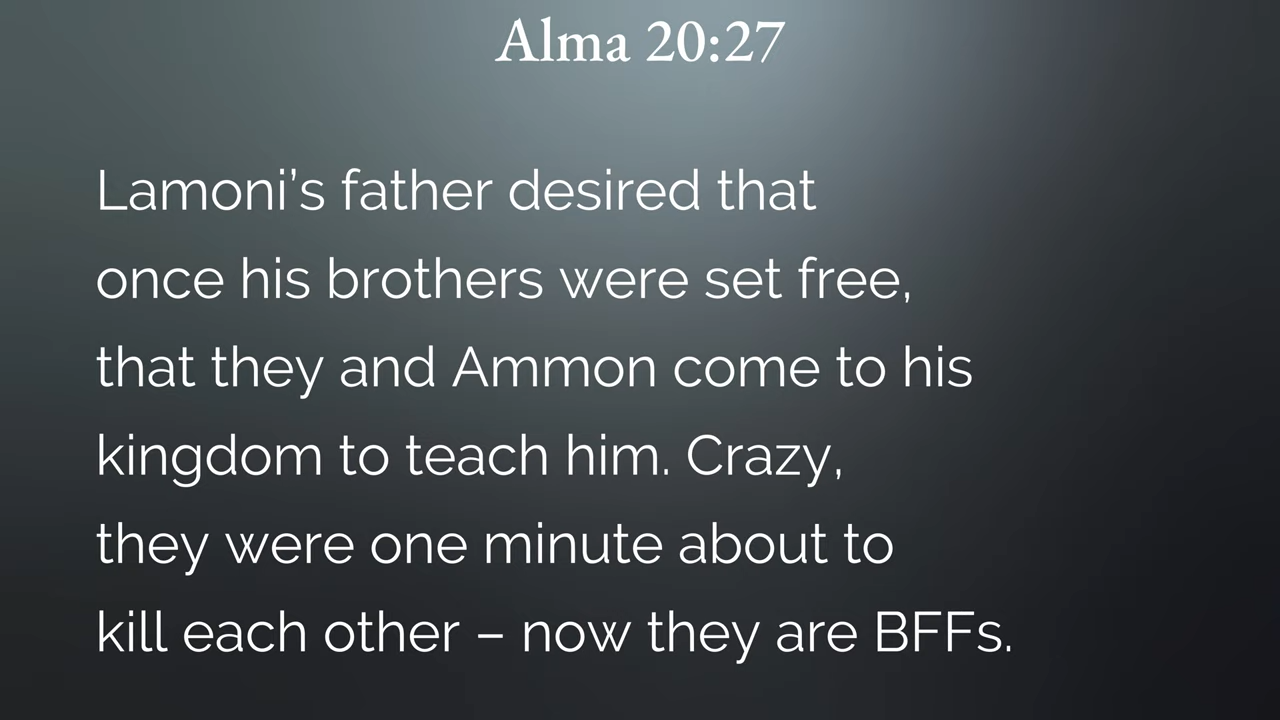 Alma 20:27
Lamoni’s father desired that
once his brothers were set free,
that they and Ammon come to his
kingdom to teach him. Crazy,
they were one minute about to
kill each other – now they are BFFs.